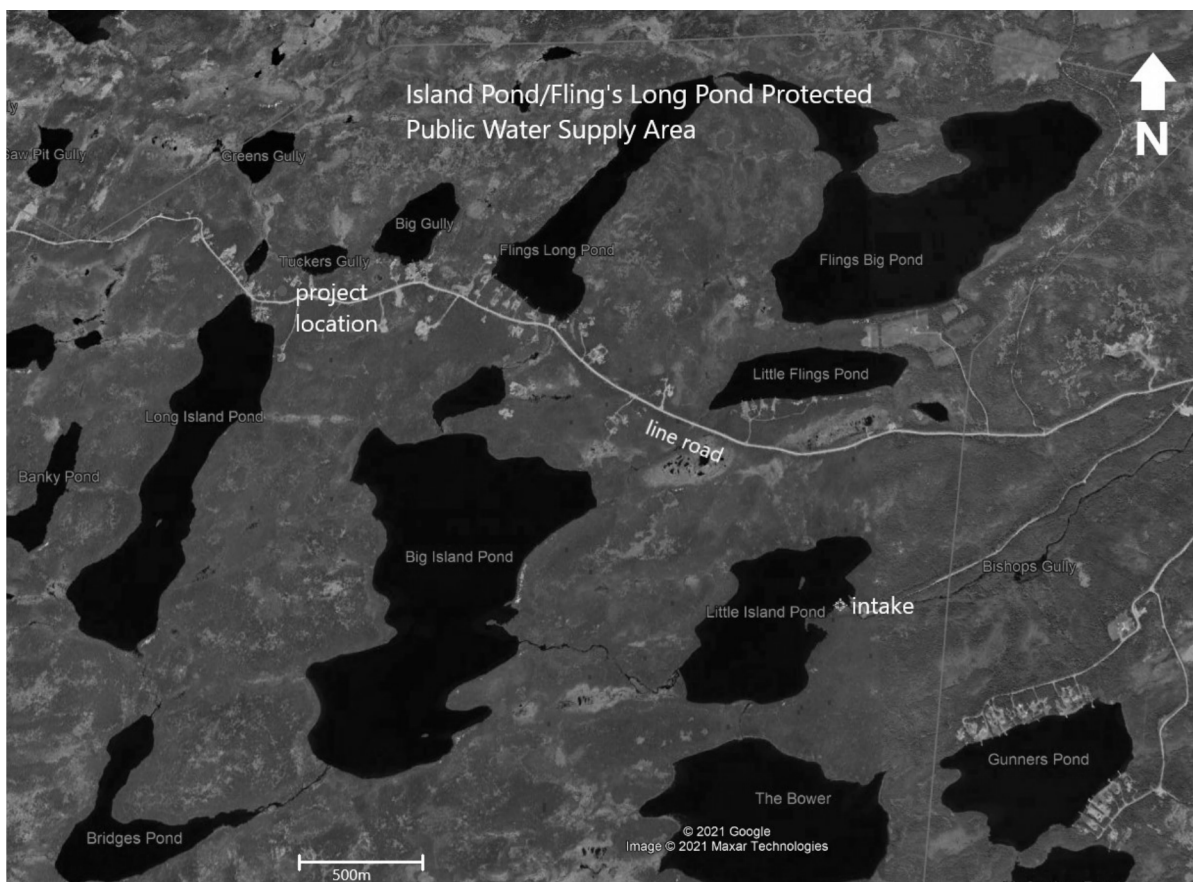 Island Pond/Fling's Long Pond Protected
Public Water Supply Area
N
Saw Pit Gully
Greens Gully
Big Gully
Flings Long Pond
Flings Big Pond
Tuckers Gully
project
location
Little Flings Pond
Long Island Pond
line road
Banky Pond
Big Island Pond
Bishops Gully
Little Island Pond
intake
Gunners Pond
The Bower
Bridges Pond
© 2021 Google
Image © 2021 Maxar Technologies
500m